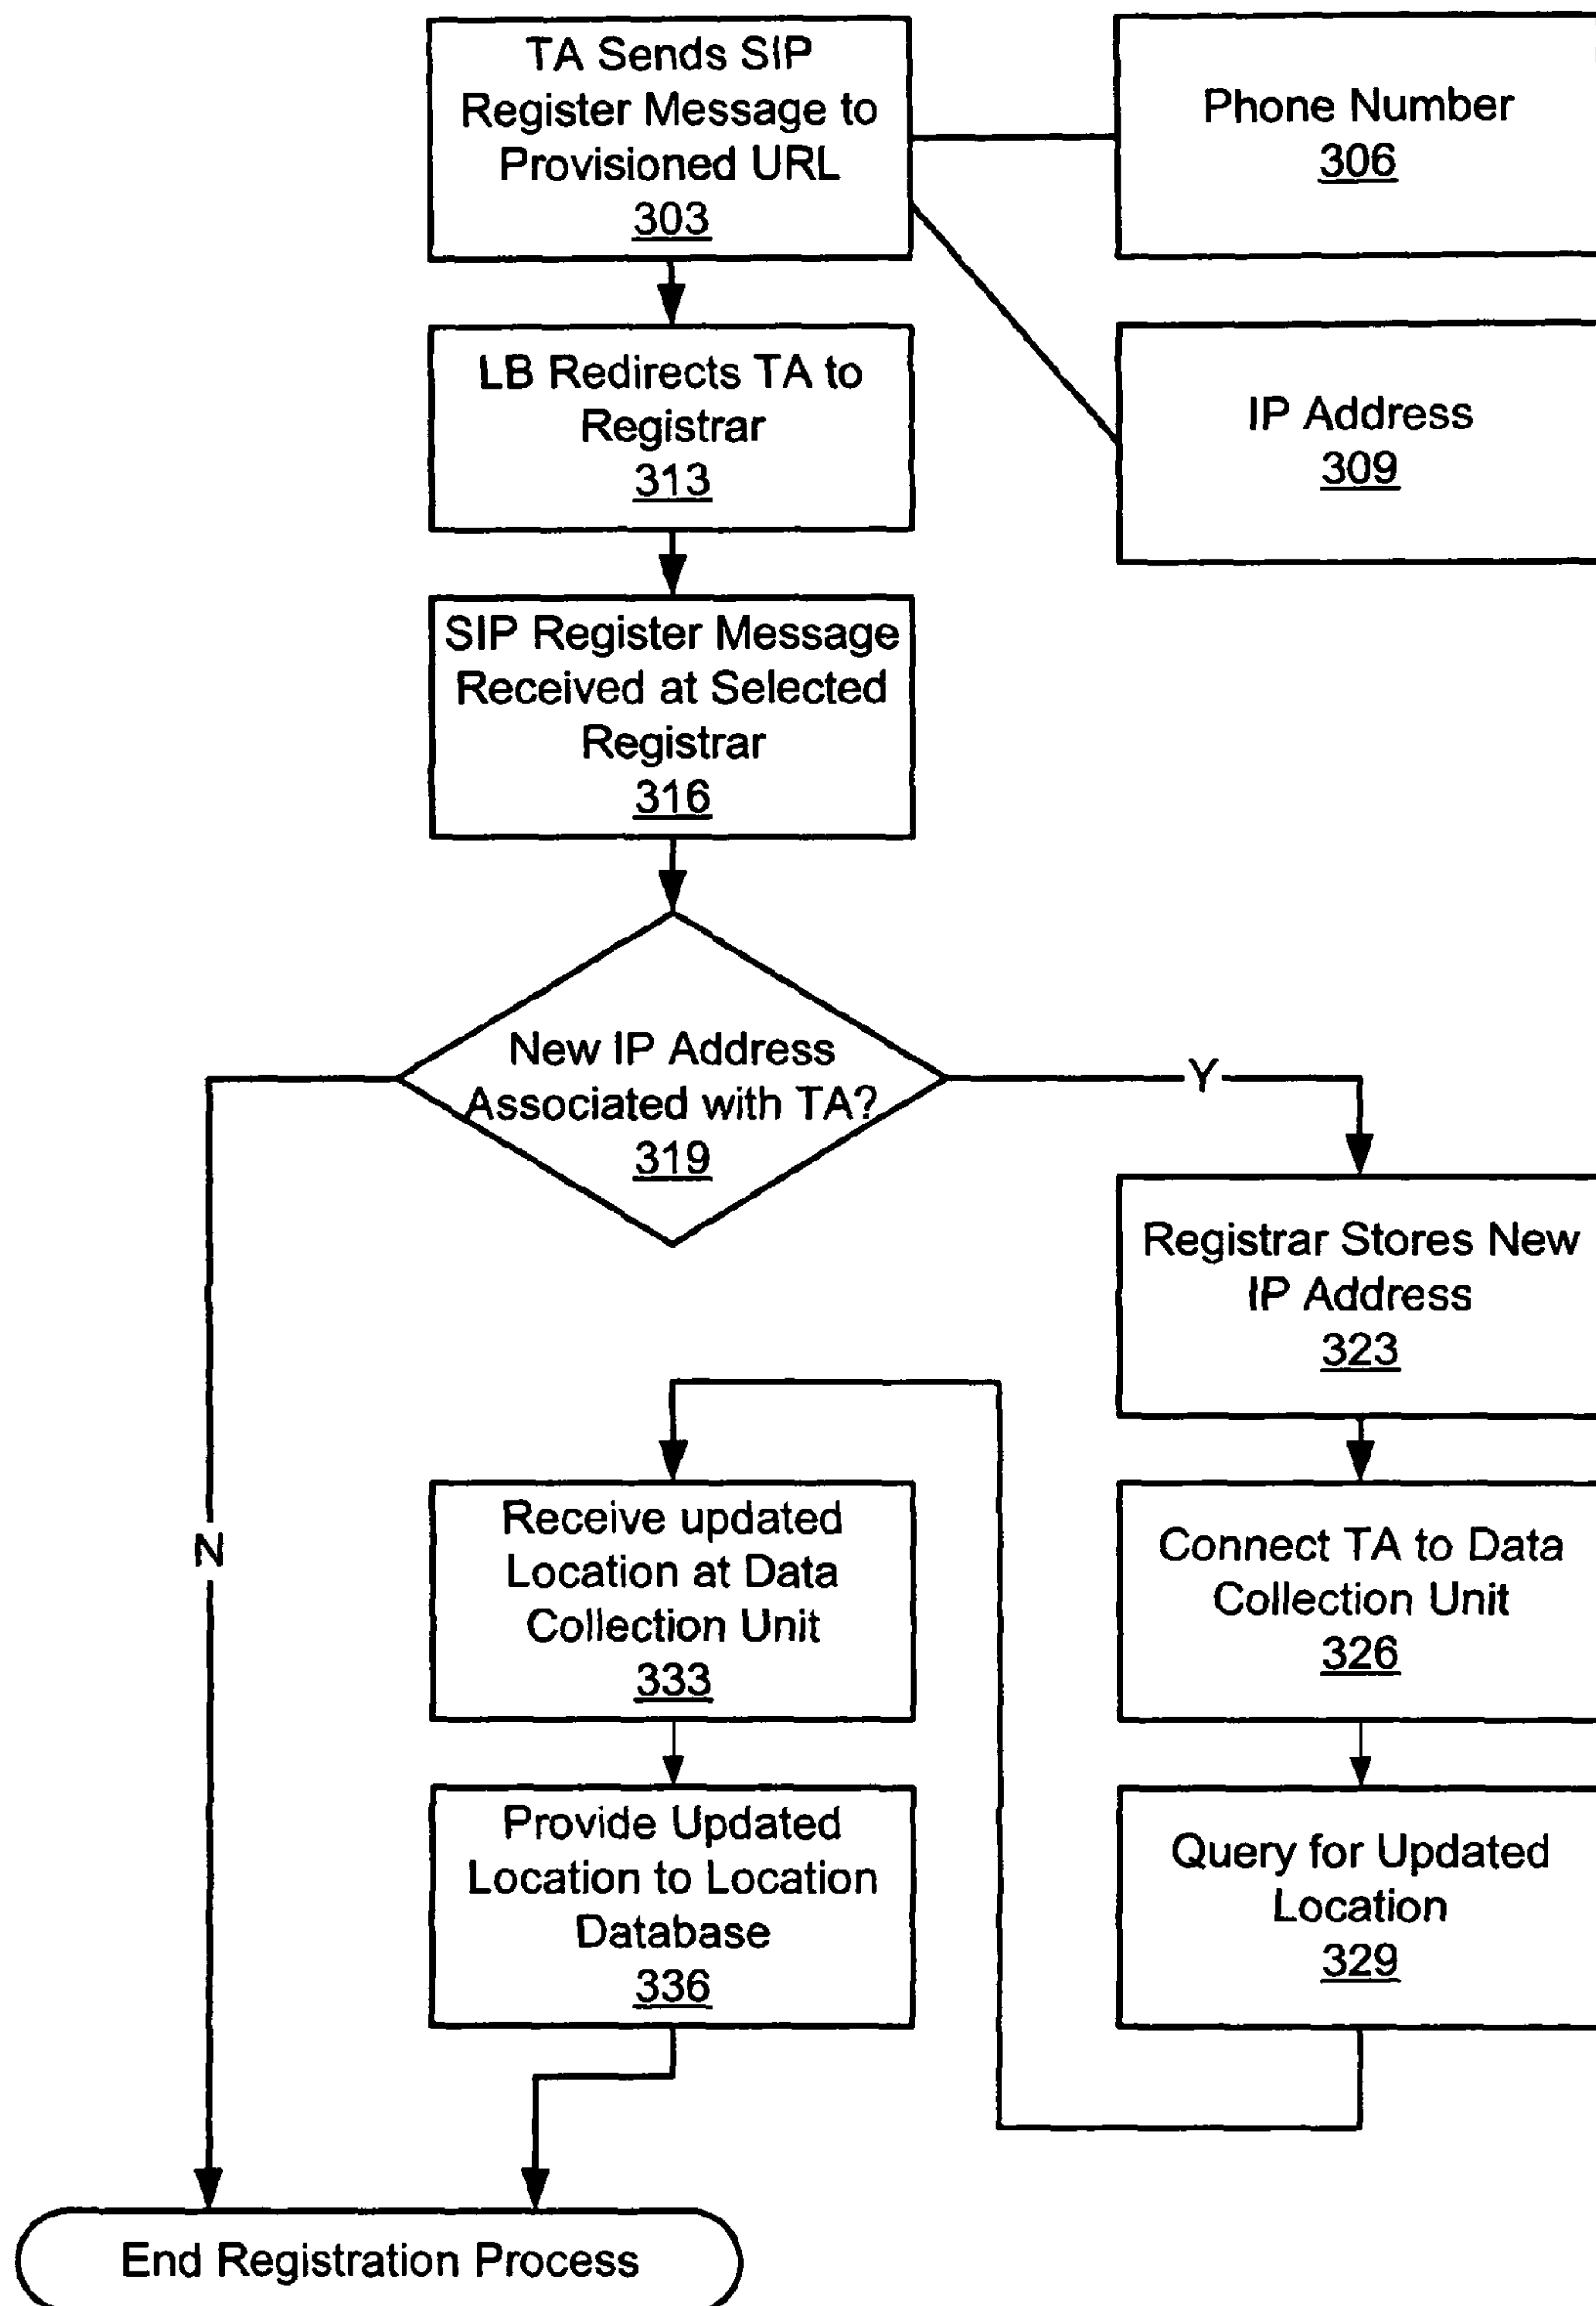 TA Sends SIP
Register Message to
Provisioned URL
303
Phone Number
306
LB Redirects TA to
Registrar
313
IP Address
309
SIP Register Message
Received at Selected
Registrar
316
New IP Address
Associated with TA?
319
Y
Registrar Stores New
IP Address
323
N
Receive updated
Location at Data
Collection Unit
333
Connect TA to Data
Collection Unit
326
Provide Updated
Location to Location
Database
336
Query for Updated
Location
329
End Registration Process